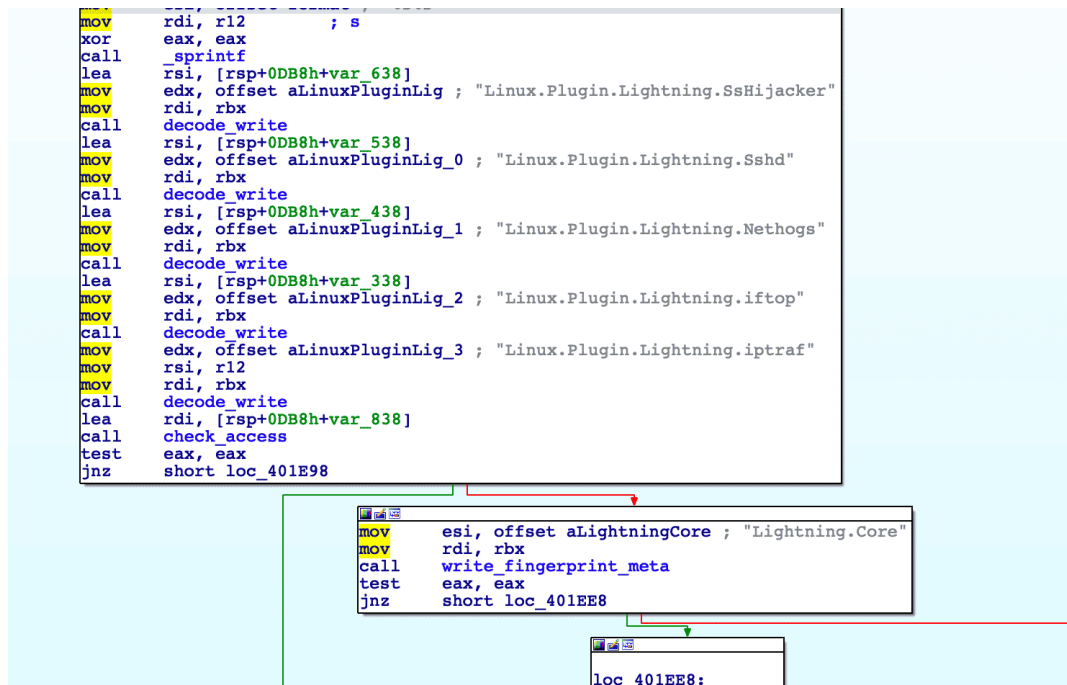 mov rdi, r12 ; s
xor eax, eax
call _sprintf
lea rsi, [rsp+0DB8h+var_638]
mov edx, offset aLinuxPluginLig ; "Linux.Plugin.Lightning.SsHijacker"
mov rdi, rbx
call decode_write
lea rsi, [rsp+0DB8h+var_538]
mov edx, offset aLinuxPluginLig_0 ; "Linux.Plugin.Lightning.Sshd"
mov rdi, rbx
call decode_write
lea rsi, [rsp+0DB8h+var_438]
mov edx, offset aLinuxPluginLig_1 ; "Linux.Plugin.Lightning.Nethogs"
mov rdi, rbx
call decode_write
lea rsi, [rsp+0DB8h+var_338]
mov edx, offset aLinuxPluginLig_2 ; "Linux.Plugin.Lightning.iftop"
mov rdi, rbx
call decode_write
mov edx, offset aLinuxPluginLig_3 ; "Linux.Plugin.Lightning.iptraf"
mov rsi, r12
mov rdi, rbx
call decode_write
lea rdi, [rsp+0DB8h+var_838]
call check_access
test eax, eax
jnz short loc_401E98
mov esi, offset aLightningCore ; "Lightning.Core"
mov rdi, rbx
call write_fingerprint_meta
test eax, eax
jnz short loc_401EE8
loc_401EE8: